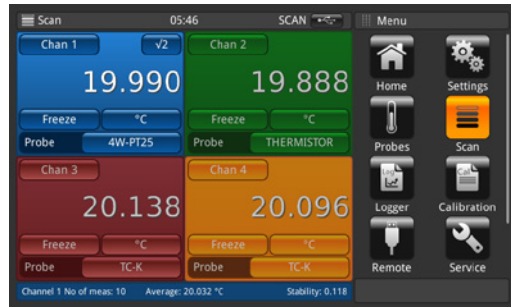 Scan 05:46 SCAN Menu
Chan 1 √2 Chan 2
19.990 19.888
Freeze °C Freeze °C
Probe 4W-PT25 Probe THERMISTOR
Chan 3 Chan 4
20.138 20.096
Freeze °C Freeze °C
Probe TC-K Probe TC-K
Channel 1 No of meas: 10 Average: 20.032 °C Stability: 0.118
Home Settings
Probes Scan
Log Cal
Logger Calibration
Remote Service